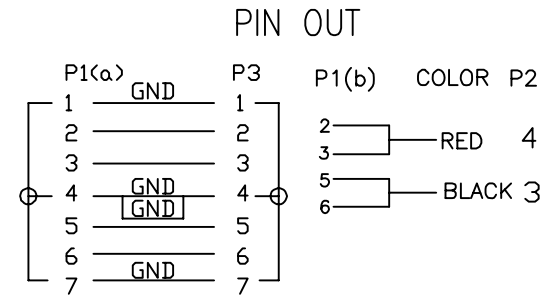 PIN OUT
P1(a) P3 P1(b) COLOR P2
1 GND 1
2 2
3 3
4 GND 4
GND
5 5
6 6
7 GND 7
2
3
RED 4
5
6
BLACK 3